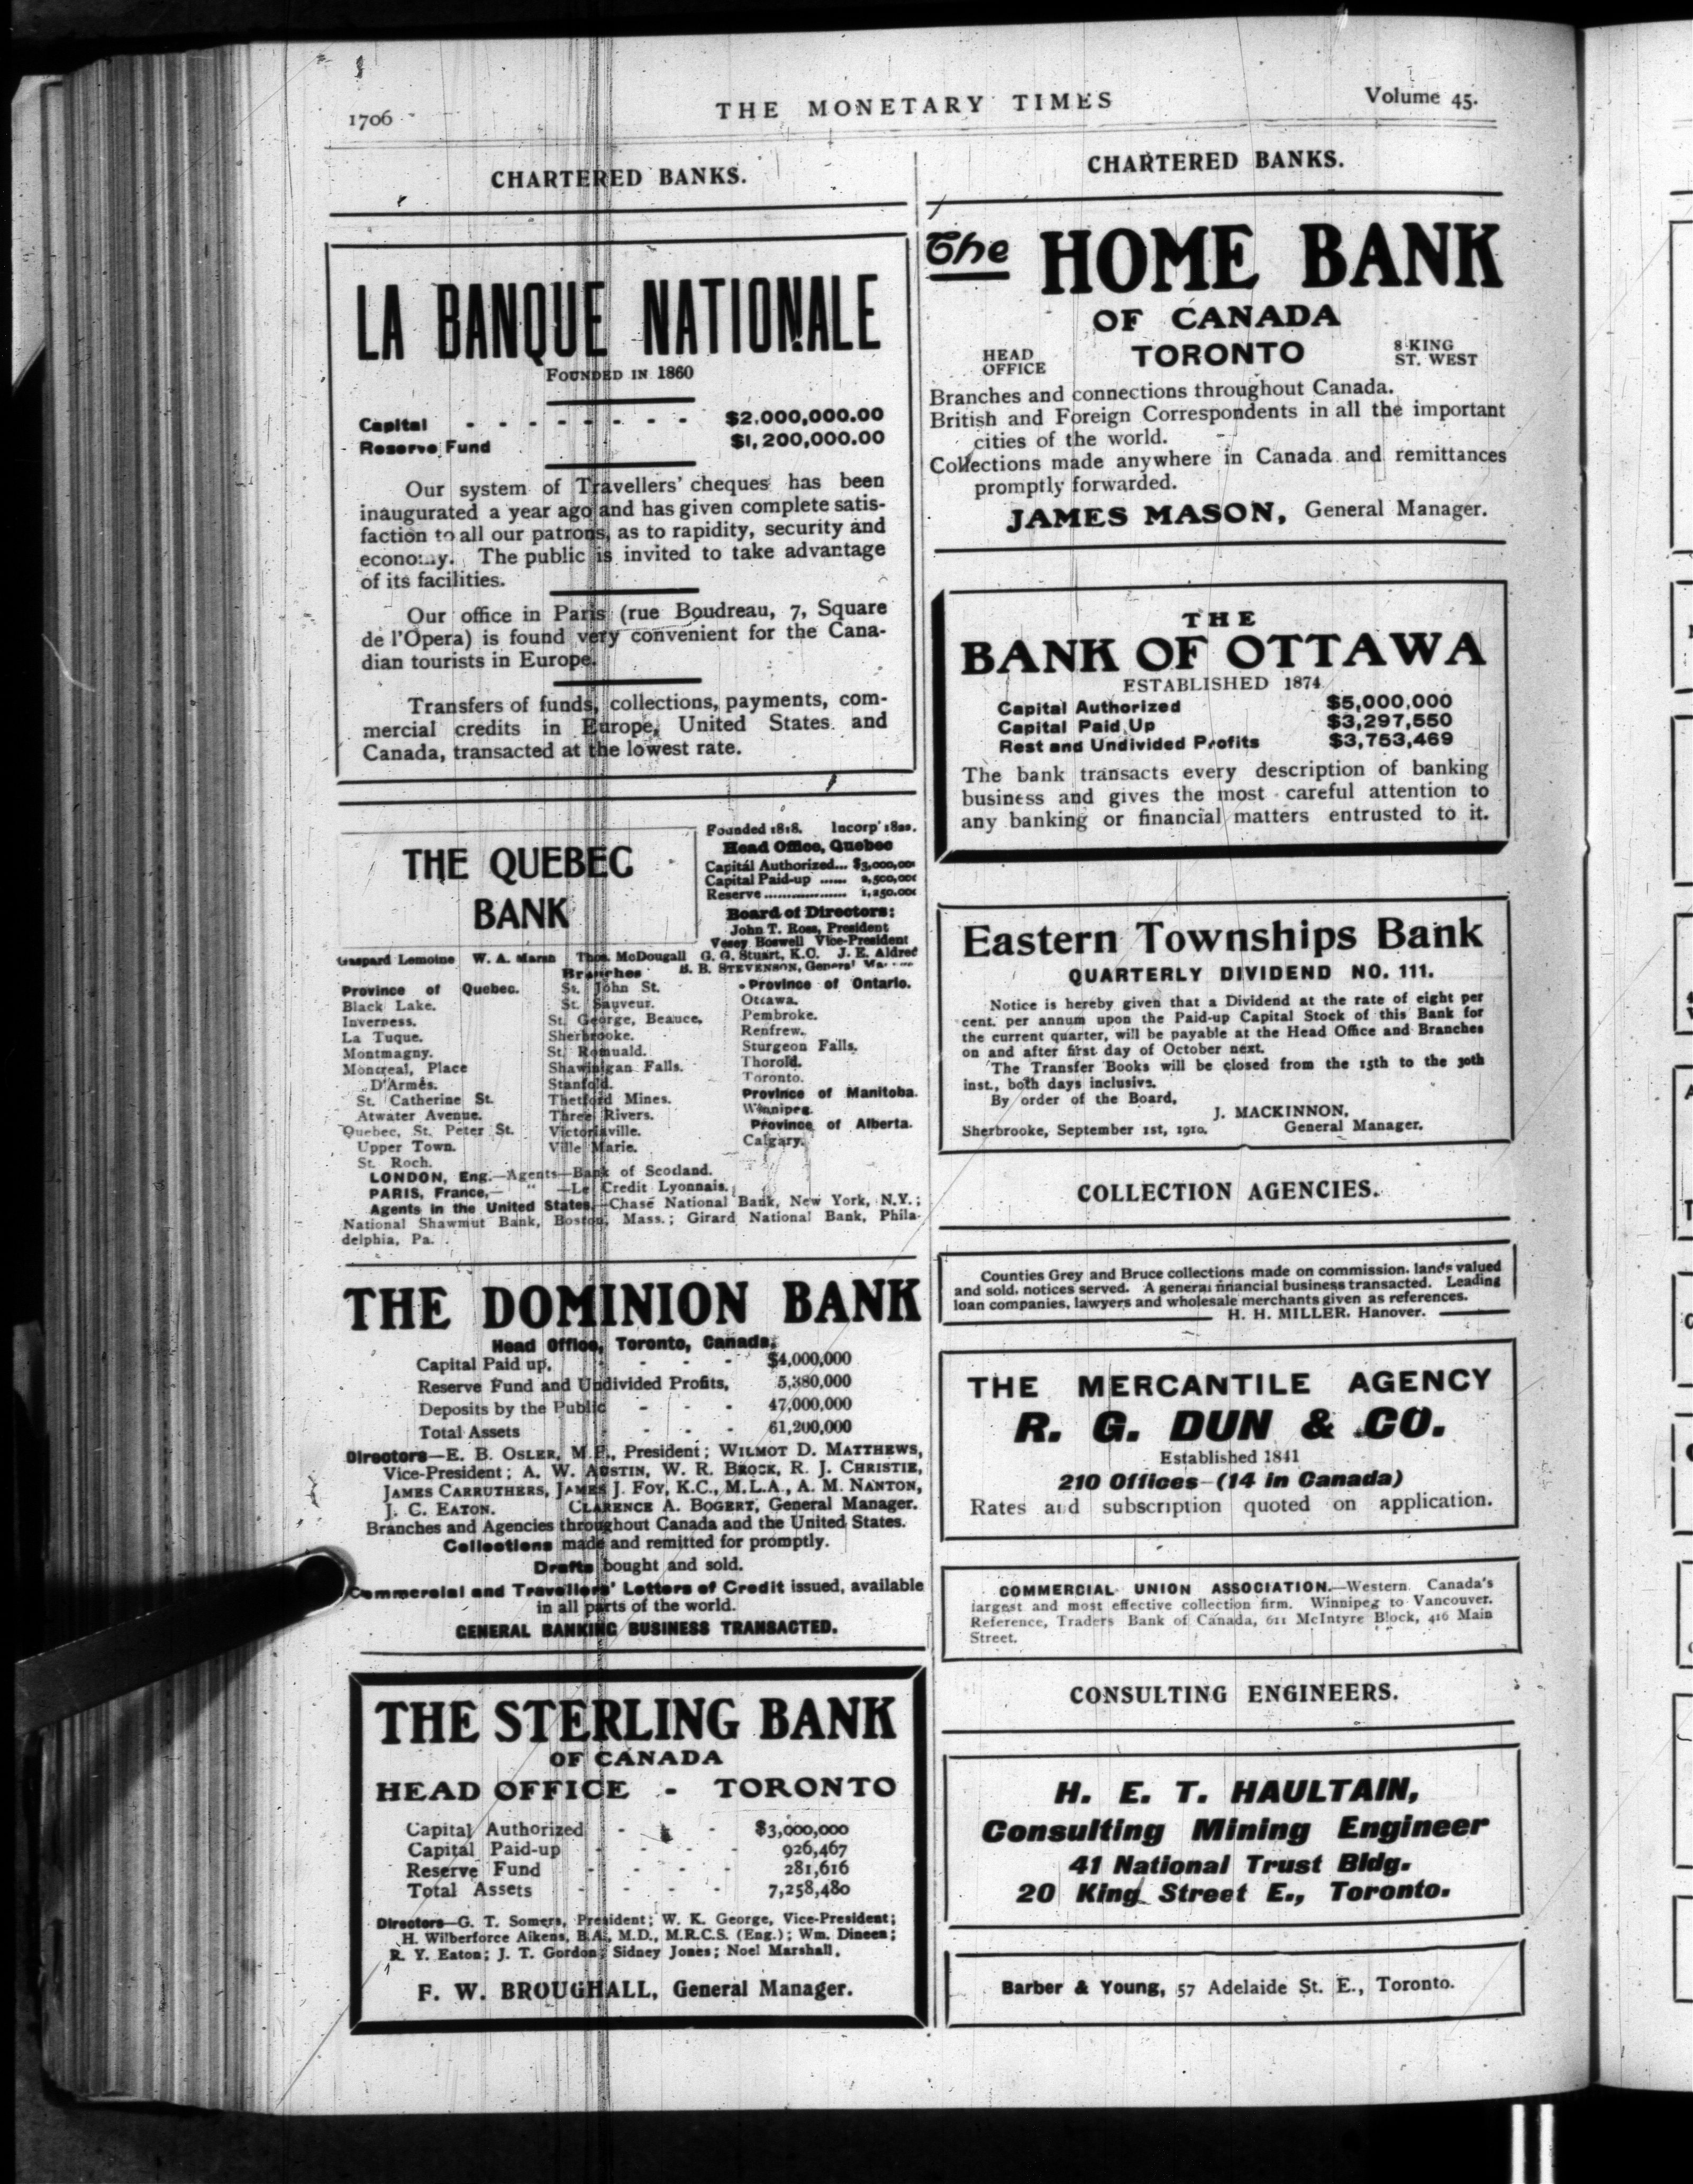 1706
THE MONETARY TIMES
Volume 45.
CHARTERED BANKS.
LA BANQUE NATIONALE
FOUNDED IN 1860
Capital - - - - - - - - $2,000,000.00
Reserve Fund $1,200,000.00
Our system of Travellers' cheques has been
inaugurated a year ago and has given complete satis-
faction to all our patrons, as to rapidity, security and
economy. The public is invited to take advantage
of its facilities.
Our office in Paris (rue Boudreau, 7, Square
de l'Opera) is found very convenient for the Cana-
dian tourists in Europe.
Transfers of funds, collections, payments, com-
mercial credits in Europe, United States and
Canada, transacted at the lowest rate.
THE QUEBEC
BANK
Founded 1818. Incorp' 1822.
Head Office, Quebec
Capital Authorized... $3,000,000
Capital Paid-up ...... 2,500,000
Reserve ................ 1,250,000
Board of Directors:
John T. Ross, President
Vesey Boswell Vice-President
Gaspard Lemoine W. A. Marsh Thos. McDougall G. G. Stuart, K.C. J. E. Aldred
Branches B. B. STEVENSON, General
Province of Quebec.
Black Lake.
Inverness.
La Tuque.
Montmagny.
Montreal, Place
D'Armes.
St. Catherine St.
Atwater Avenue.
Quebec, St. Peter St.
Upper Town.
St. Roch.
St. John St.
St. Sauveur.
St. George, Beauce.
Sherbrooke.
St. Romuald.
Shawinigan Falls.
Stanfold.
Thetford Mines.
Three Rivers.
Victoriaville.
Ville Marie.
Province of Ontario.
Ottawa.
Pembroke.
Renfrew.
Sturgeon Falls.
Thorold.
Toronto.
Province of Manitoba.
Winnipeg.
Province of Alberta.
Calgary.
LONDON, Eng.—Agents—Bank of Scotland.
PARIS, France,— " —Le Credit Lyonnais.
Agents in the United States.—Chase National Bank, New York, N.Y.;
National Shawmut Bank, Boston, Mass.; Girard National Bank, Phila-
delphia, Pa.
THE DOMINION BANK
Head Office, Toronto, Canada.
Capital Paid up, - - - $4,000,000
Reserve Fund and Undivided Profits, 5,380,000
Deposits by the Public - - - 47,000,000
Total Assets - - - 61,200,000
Directors—E. B. OSLER, M.P., President; WILMOT D. MATTHEWS,
Vice-President; A. W. AUSTIN, W. R. BROCK, R. J. CHRISTIE,
JAMES CARRUTHERS, JAMES J. FOY, K.C., M.L.A., A. M. NANTON,
J. C. EATON. CLARENCE A. BOGERT, General Manager.
Branches and Agencies throughout Canada and the United States.
Collections made and remitted for promptly.
Drafts bought and sold.
Commercial and Travellers' Letters of Credit issued, available
in all parts of the world.
GENERAL BANKING BUSINESS TRANSACTED.
THE STERLING BANK
OF CANADA
HEAD OFFICE - TORONTO
Capital Authorized - - - $3,000,000
Capital Paid-up - - - - 926,467
Reserve Fund - - - - 281,616
Total Assets - - - - 7,258,480
Directors—G. T. Somers, President; W. K. George, Vice-President;
H. Wilberforce Aikens, B.A., M.D., M.R.C.S. (Eng.); Wm. Dineen;
R. Y. Eaton; J. T. Gordon; Sidney Jones; Noel Marshall.
F. W. BROUGHALL, General Manager.
CHARTERED BANKS.
The HOME BANK
OF CANADA
HEAD
OFFICE
TORONTO
8 KING
ST. WEST
Branches and connections throughout Canada.
British and Foreign Correspondents in all the important
cities of the world.
Collections made anywhere in Canada and remittances
promptly forwarded.
JAMES MASON, General Manager.
THE
BANK OF OTTAWA
ESTABLISHED 1874
Capital Authorized $5,000,000
Capital Paid Up $3,297,550
Rest and Undivided Profits $3,753,469
The bank transacts every description of banking
business and gives the most careful attention to
any banking or financial matters entrusted to it.
Eastern Townships Bank
QUARTERLY DIVIDEND NO. 111.
Notice is hereby given that a Dividend at the rate of eight per
cent. per annum upon the Paid-up Capital Stock of this Bank for
the current quarter, will be payable at the Head Office and Branches
on and after first day of October next.
The Transfer Books will be closed from the 15th to the 30th
inst., both days inclusive.
By order of the Board,
J. MACKINNON,
Sherbrooke, September 1st, 1910. General Manager.
COLLECTION AGENCIES.
Counties Grey and Bruce collections made on commission, lands valued
and sold, notices served. A general financial business transacted. Leading
loan companies, lawyers and wholesale merchants given as references.
H. H. MILLER, Hanover.
THE MERCANTILE AGENCY
R. G. DUN & CO.
Established 1841
210 Offices—(14 in Canada)
Rates and subscription quoted on application.
COMMERCIAL UNION ASSOCIATION.—Western Canada's
largest and most effective collection firm. Winnipeg to Vancouver.
Reference, Traders Bank of Canada, 611 McIntyre Block, 416 Main
Street.
CONSULTING ENGINEERS.
H. E. T. HAULTAIN,
Consulting Mining Engineer
41 National Trust Bldg.
20 King Street E., Toronto.
Barber & Young, 57 Adelaide St. E., Toronto.